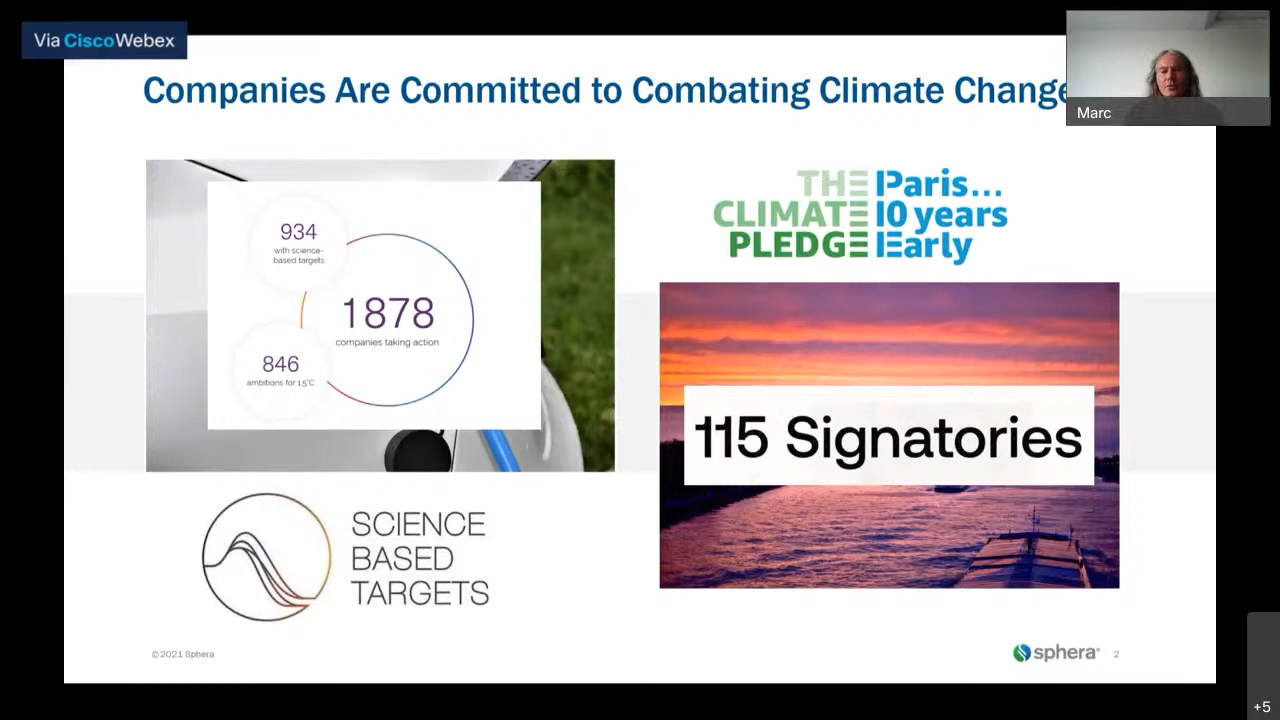 Via Cisco Webex
Companies Are Committed to Combating Climate Change
Marc
934
with science-
based targets
1878
companies taking action
846
ambitions for 1.5°C
THE Paris...
CLIMATE 10 years
PLEDGE Early
115 Signatories
SCIENCE
BASED
TARGETS
©2021 Sphera
sphera®
2
+5